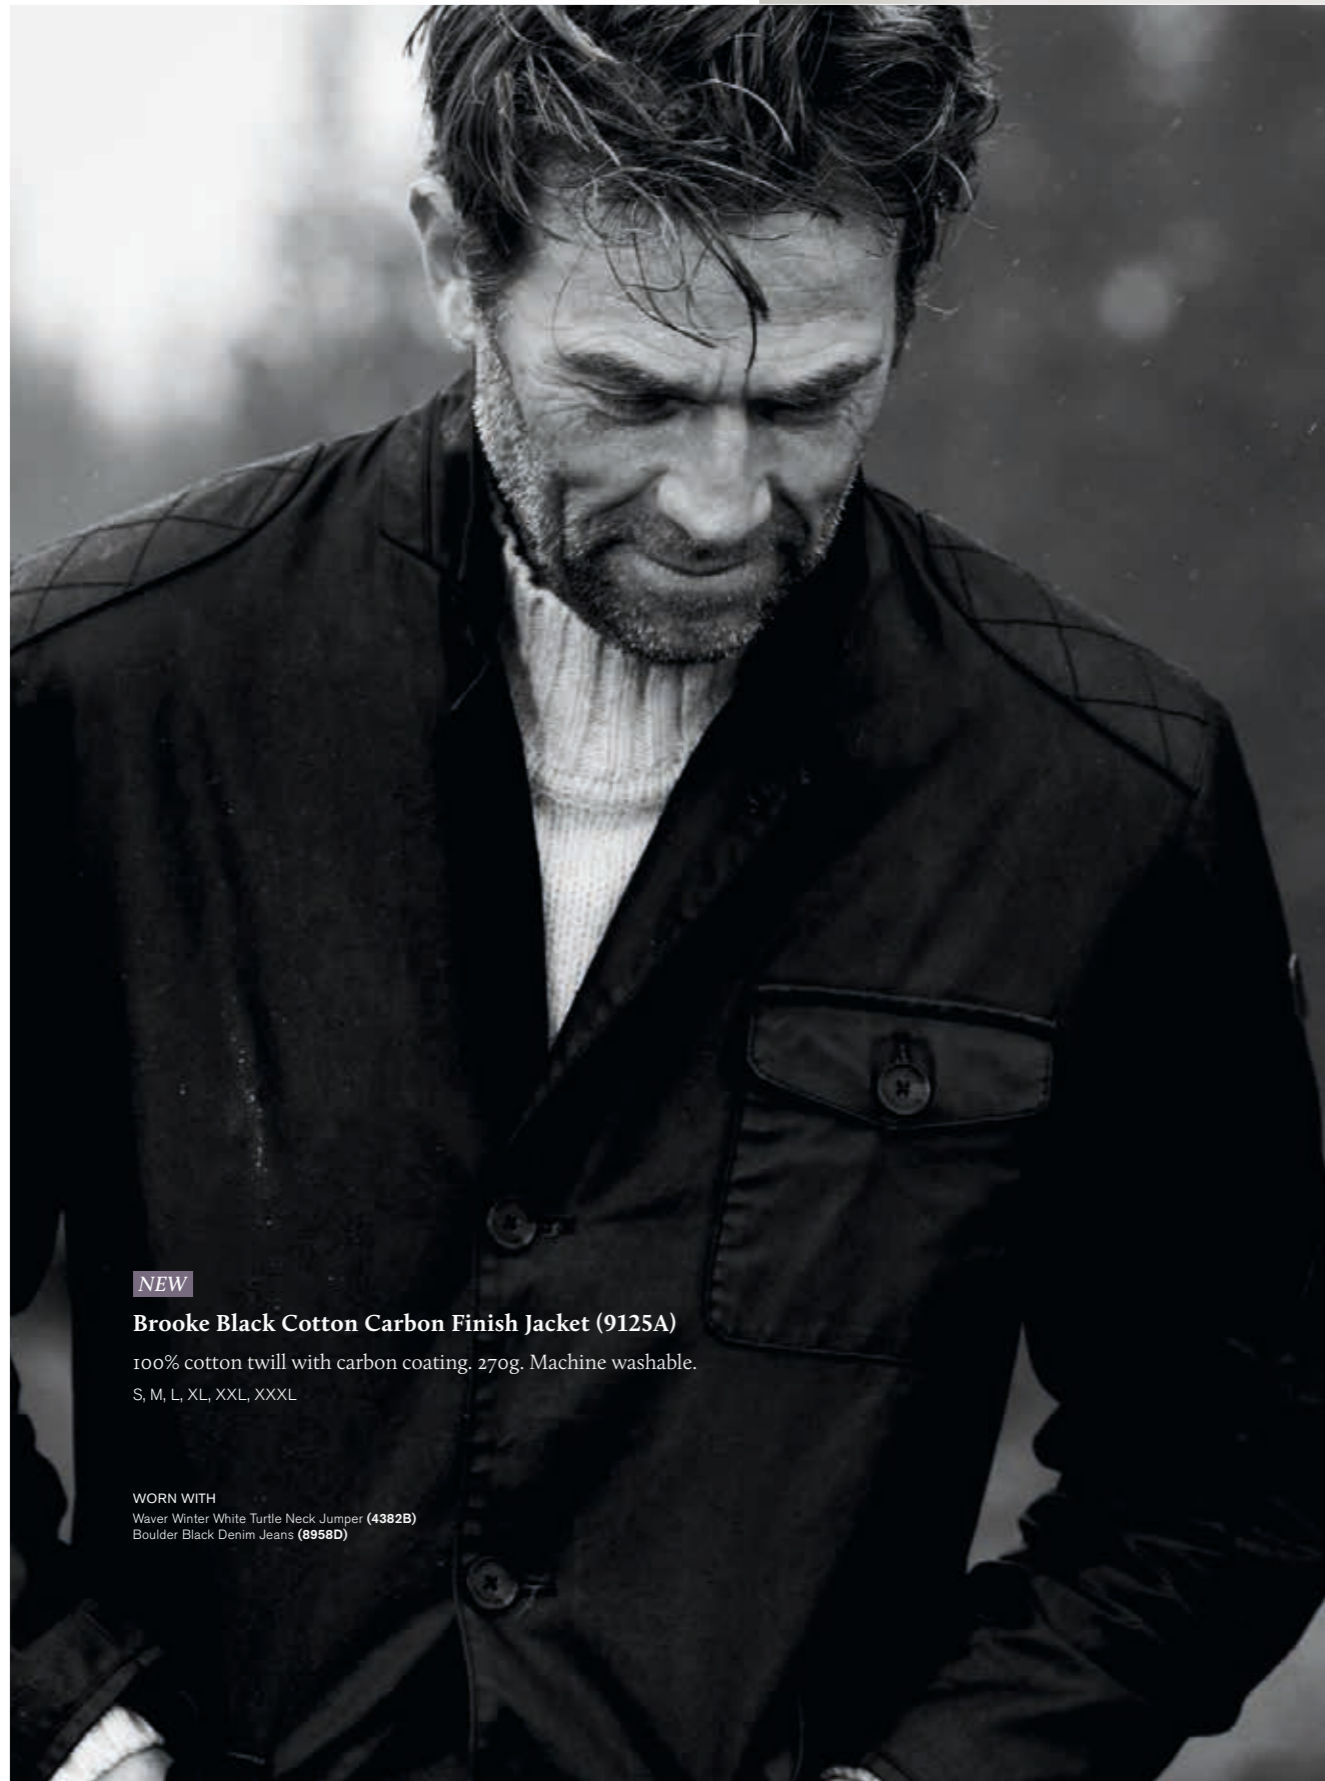 NEW
Brooke Black Cotton Carbon Finish Jacket (9125A)
100% cotton twill with carbon coating. 270g. Machine washable.
S, M, L, XL, XXL, XXXL
WORN WITH
Waver Winter White Turtle Neck Jumper (4382B)
Boulder Black Denim Jeans (8958D)